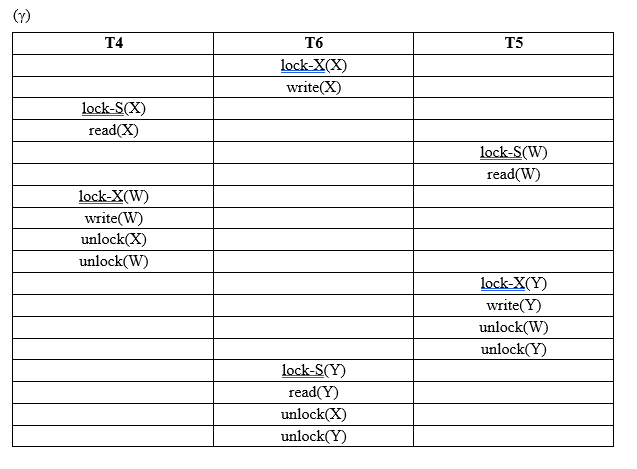 (γ)
T4 T6 T5
lock-X(X)
write(X)
lock-S(X)
read(X)
lock-S(W)
read(W)
lock-X(W)
write(W)
unlock(X)
unlock(W)
lock-X(Y)
write(Y)
unlock(W)
unlock(Y)
lock-S(Y)
read(Y)
unlock(X)
unlock(Y)